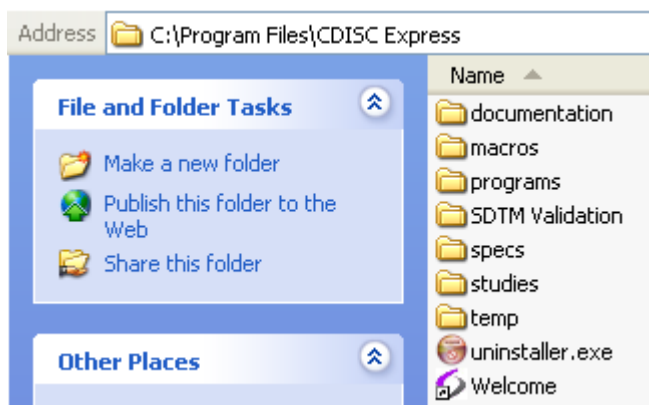 Address C:\Program Files\CDISC Express
File and Folder Tasks
Make a new folder
Publish this folder to the
Web
Share this folder
Other Places
Name
documentation
macros
programs
SDTM Validation
specs
studies
temp
uninstaller.exe
Welcome